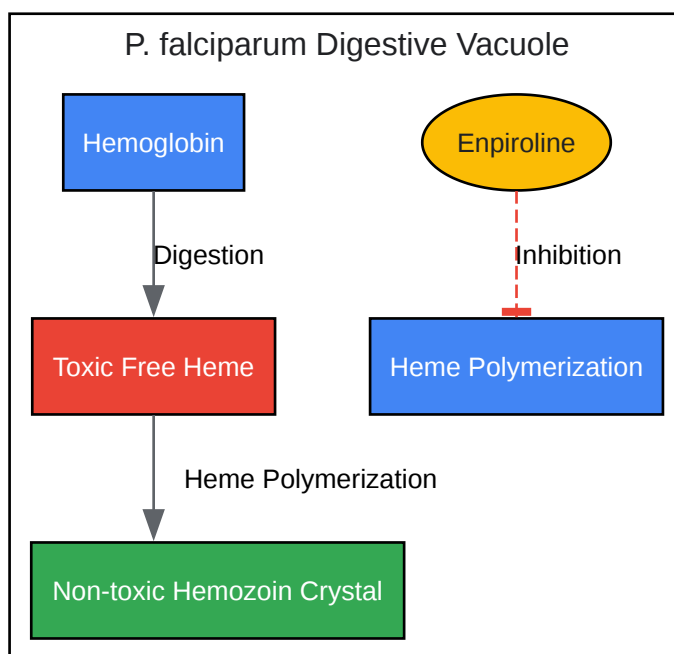 P. falciparum Digestive Vacuole
Hemoglobin
Enpiroline
Digestion
Inhibition
Toxic Free Heme
Heme Polymerization
Heme Polymerization
Non-toxic Hemozoin Crystal